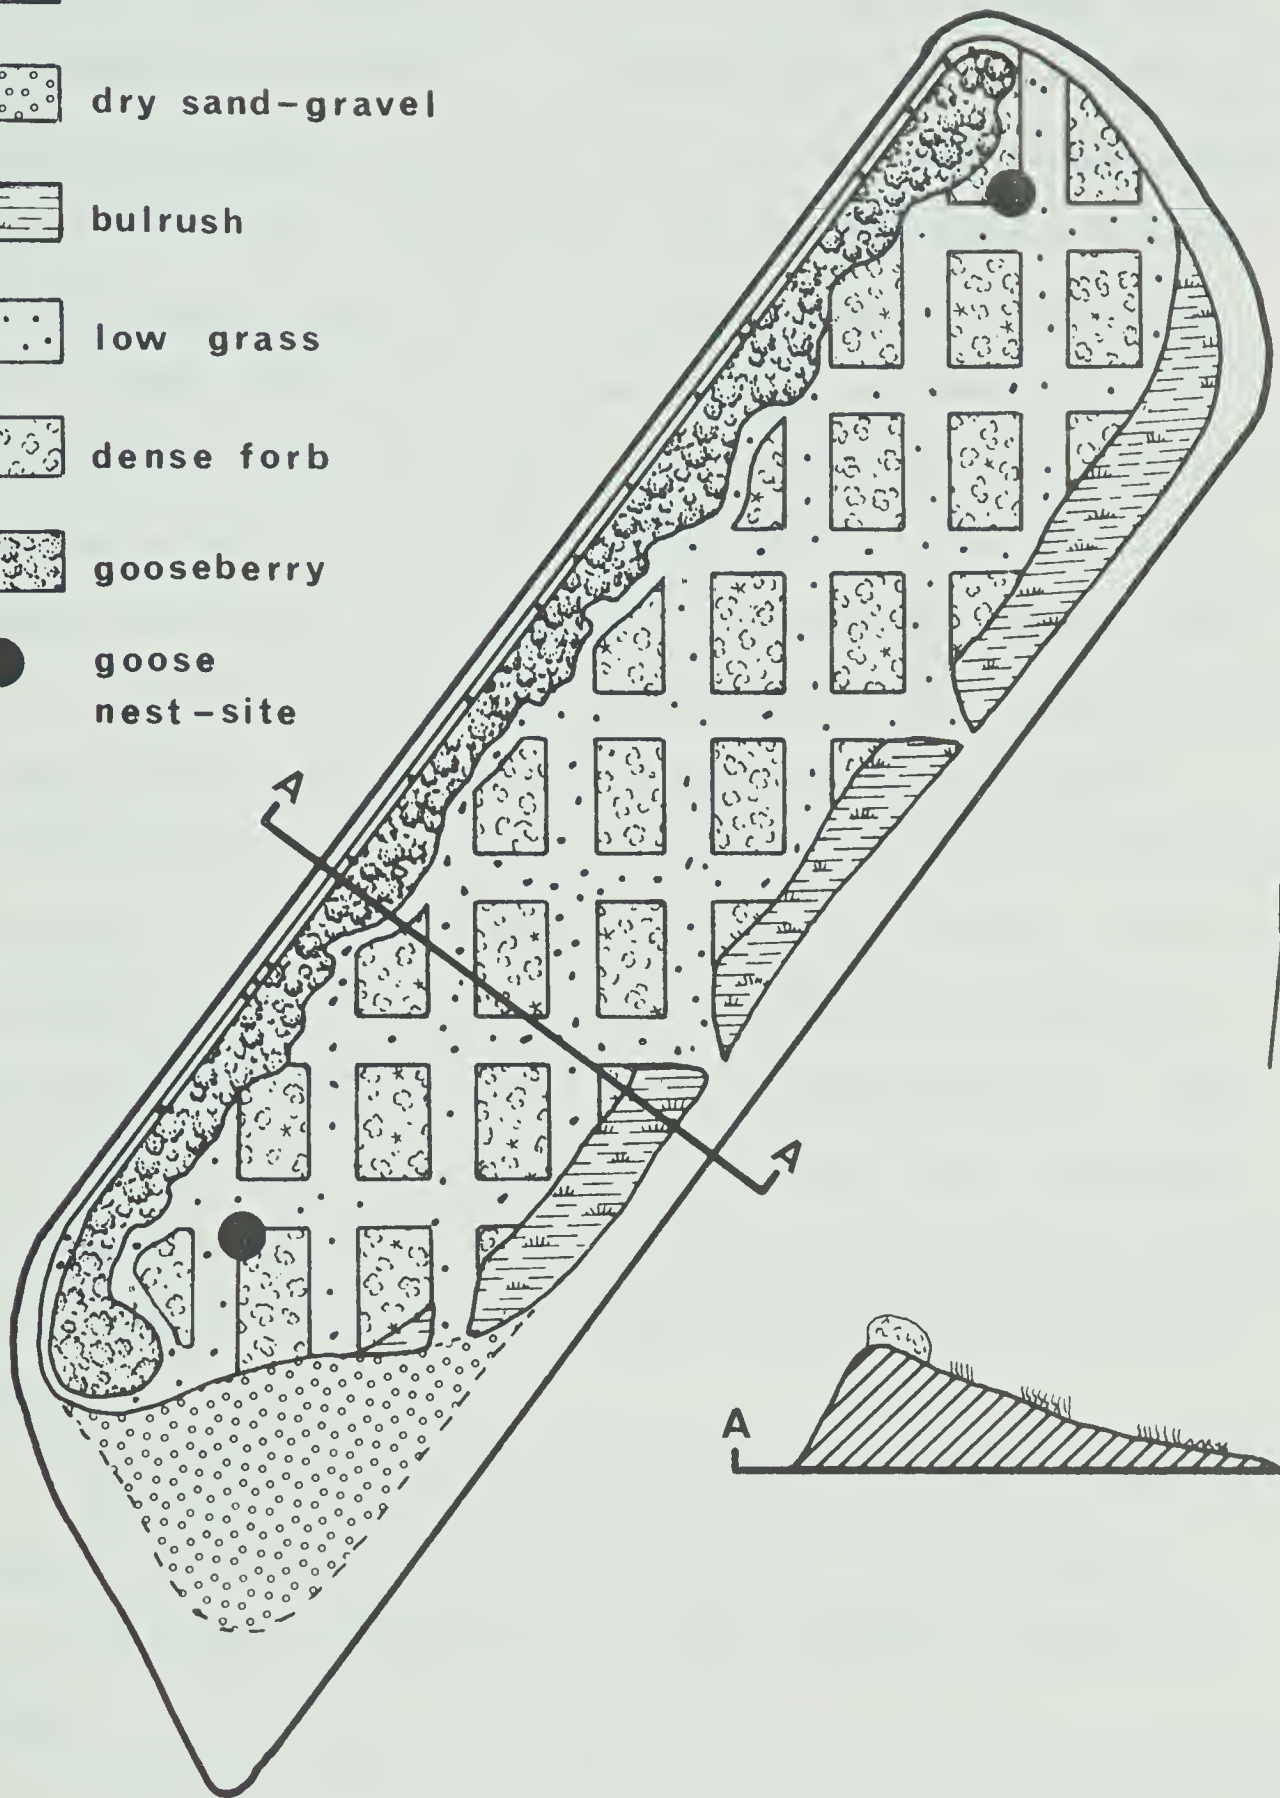 dry sand-gravel
bulrush
low grass
dense forb
gooseberry
goose
nest-site
A
A
A